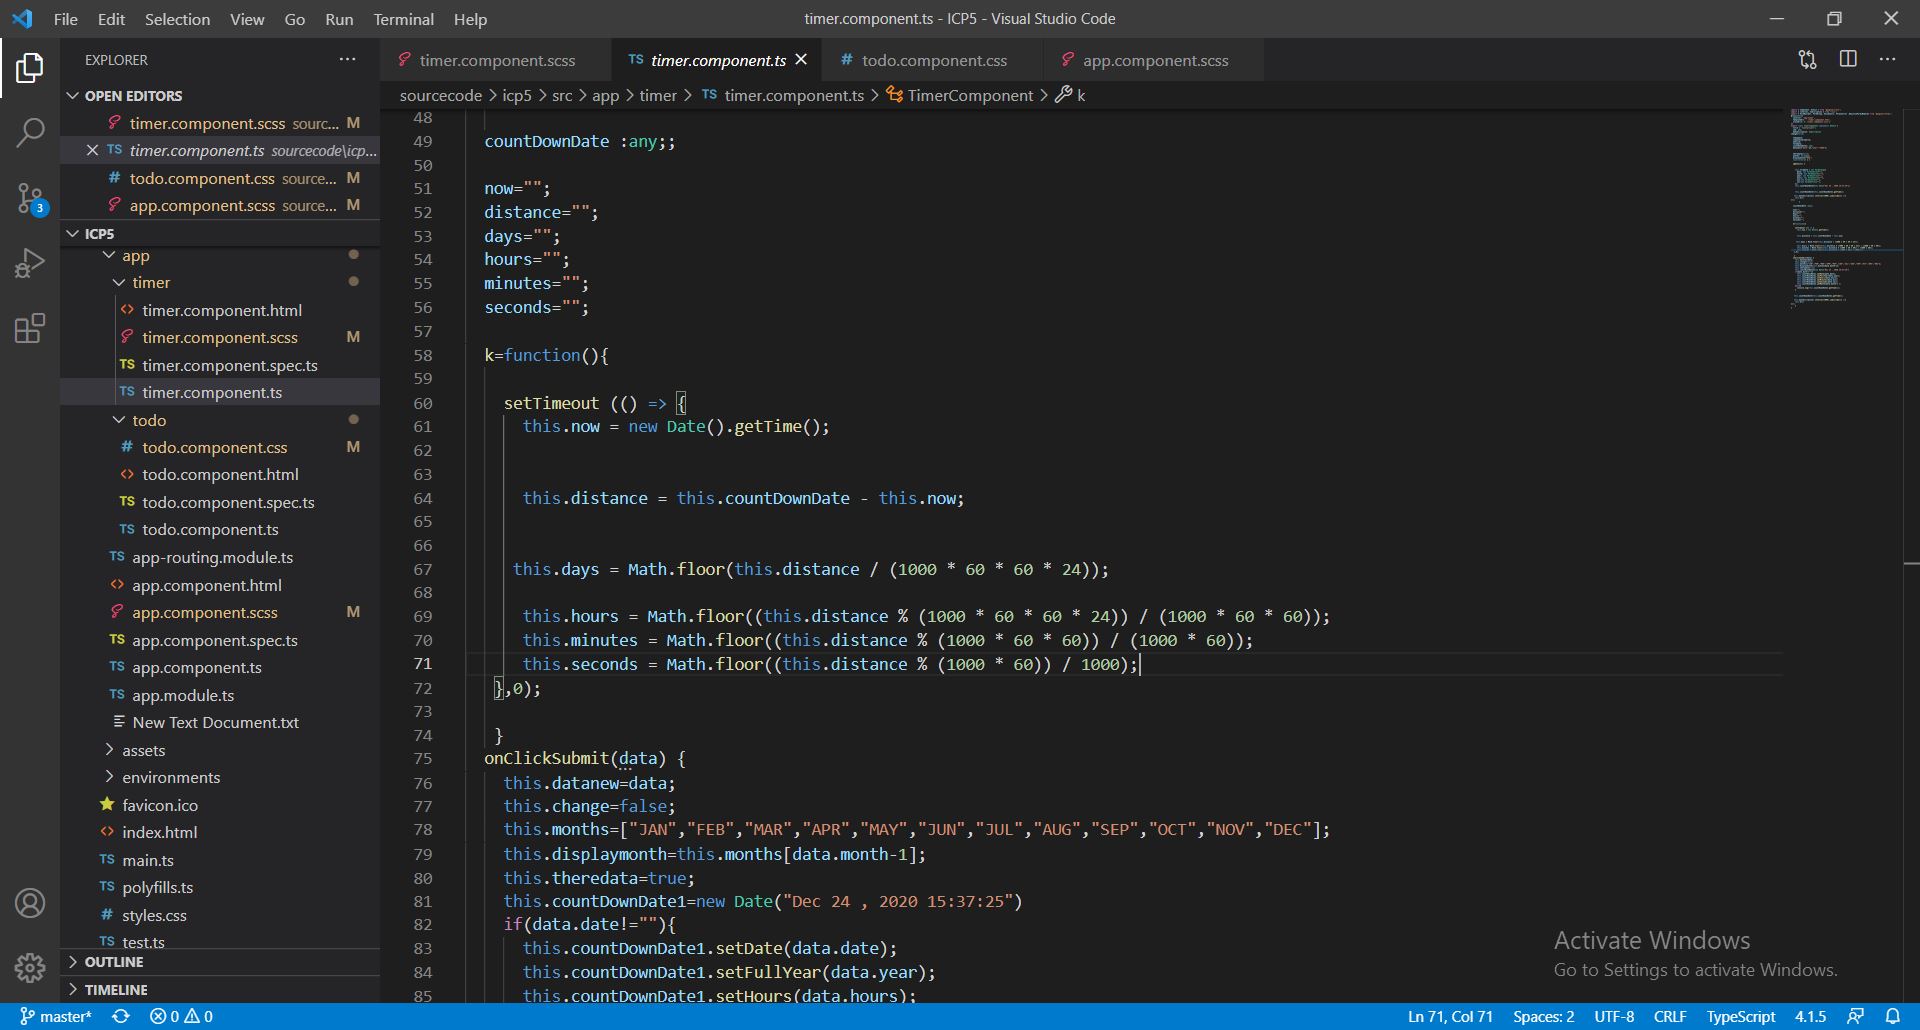 File Edit Selection View Go Run Terminal Help
timer.component.ts - ICP5 - Visual Studio Code
EXPLORER
OPEN EDITORS
timer.component.scss sourc... M
TS timer.component.ts sourcecode\icp...
# todo.component.css source... M
app.component.scss source... M
ICP5
app
timer
timer.component.html
timer.component.scss M
TS timer.component.spec.ts
TS timer.component.ts
todo
# todo.component.css M
todo.component.html
TS todo.component.spec.ts
TS todo.component.ts
TS app-routing.module.ts
app.component.html
app.component.scss M
TS app.component.spec.ts
TS app.component.ts
TS app.module.ts
New Text Document.txt
assets
environments
favicon.ico
index.html
TS main.ts
TS polyfills.ts
# styles.css
TS test.ts
OUTLINE
TIMELINE
3
timer.component.scss
TS timer.component.ts
# todo.component.css
app.component.scss
sourcecode > icp5 > src > app > timer > TS timer.component.ts > TimerComponent > k
48
49 countDownDate :any;;
50
51 now="";
52 distance="";
53 days="";
54 hours="";
55 minutes="";
56 seconds="";
57
58 k=function(){
59
60 setTimeout (() => {
61 this.now = new Date().getTime();
62
63
64 this.distance = this.countDownDate - this.now;
65
66
67 this.days = Math.floor(this.distance / (1000 * 60 * 60 * 24));
68
69 this.hours = Math.floor((this.distance % (1000 * 60 * 60 * 24)) / (1000 * 60 * 60));
70 this.minutes = Math.floor((this.distance % (1000 * 60 * 60)) / (1000 * 60));
71 this.seconds = Math.floor((this.distance % (1000 * 60)) / 1000);
72 },0);
73
74 }
75 onClickSubmit(data) {
76 this.datanew=data;
77 this.change=false;
78 this.months=["JAN","FEB","MAR","APR","MAY","JUN","JUL","AUG","SEP","OCT","NOV","DEC"];
79 this.displaymonth=this.months[data.month-1];
80 this.theredata=true;
81 this.countDownDate1=new Date("Dec 24 , 2020 15:37:25")
82 if(data.date!=""){
83 this.countDownDate1.setDate(data.date);
84 this.countDownDate1.setFullYear(data.year);
85 this.countDownDate1.setHours(data.hours);
Activate Windows
Go to Settings to activate Windows.
master* 0 0 Ln 71, Col 71 Spaces: 2 UTF-8 CRLF TypeScript 4.1.5